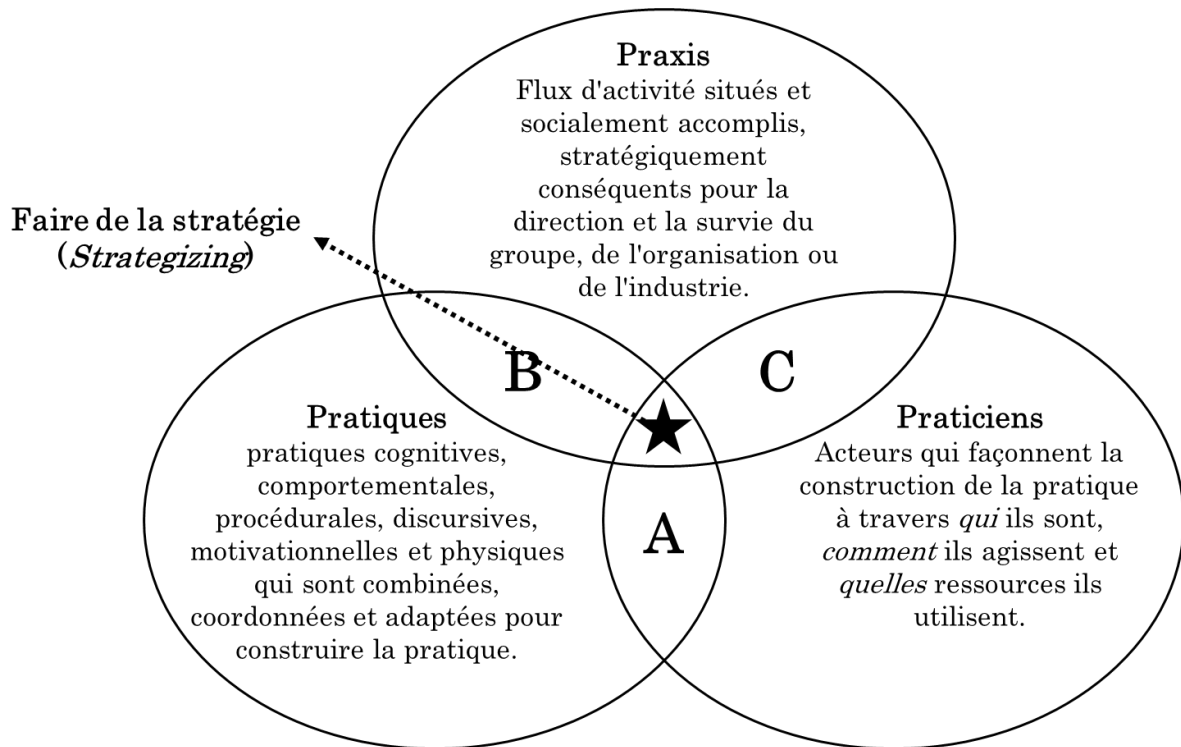 Praxis
Flux d'activité situés et
socialement accomplis,
stratégiquement
conséquents pour la
direction et la survie du
groupe, de l'organisation ou
de l'industrie.
Faire de la stratégie
(Strategizing)
B
C
Pratiques
pratiques cognitives,
comportementales,
procédurales, discursives,
motivationnelles et physiques
qui sont combinées,
coordonnées et adaptées pour
construire la pratique.
A
Praticiens
Acteurs qui façonnent la
construction de la pratique
à travers qui ils sont,
comment ils agissent et
quelles ressources ils
utilisent.